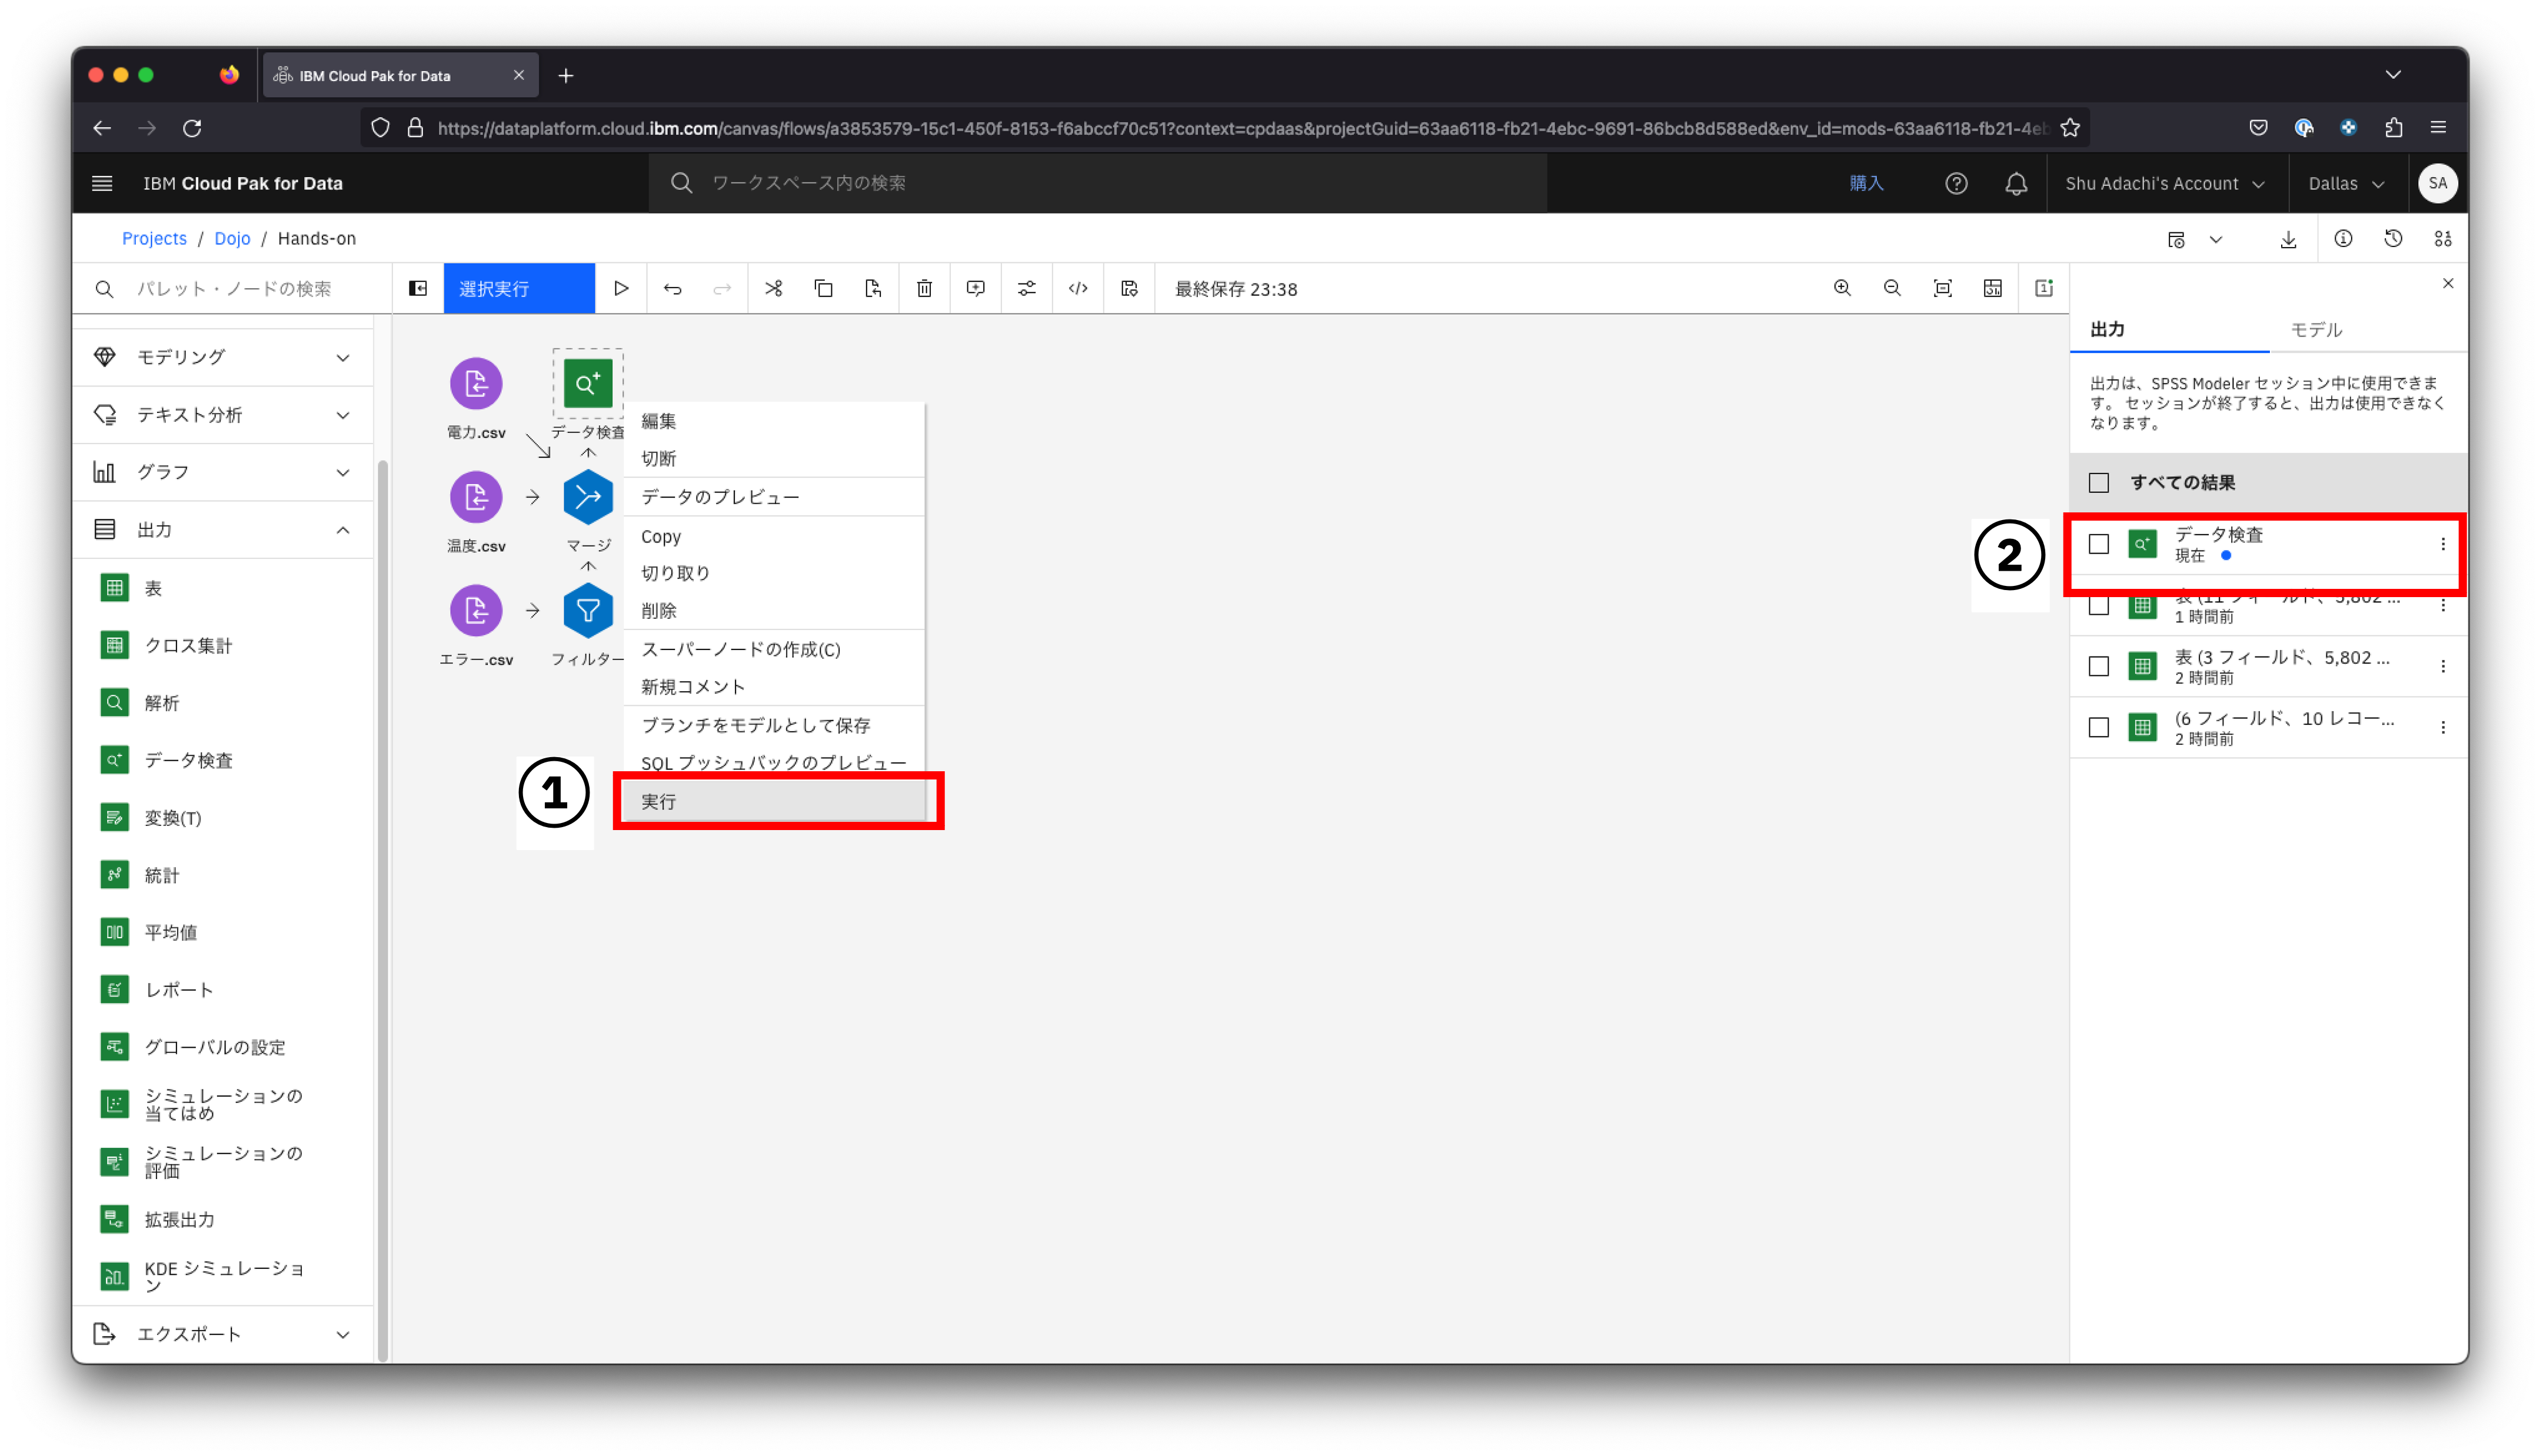 IBM Cloud Pak for Data
https://dataplatform.cloud.ibm.com/canvas/flows/a3853579-15c1-450f-8153-f6abccf70c51?context=cpdaas&projectGuid=63aa6118-fb21-4ebc-9691-86bcb8d588ed&env_id=mods-63aa6118-fb21-4eb
IBM Cloud Pak for Data
ワークスペース内の検索
購入
Shu Adachi's Account
Dallas
SA
Projects / Dojo / Hands-on
パレット・ノードの検索
選択実行
最終保存 23:38
モデリング
テキスト分析
グラフ
出力
表
クロス集計
解析
データ検査
変換(T)
統計
平均値
レポート
グローバルの設定
シミュレーションの
当てはめ
シミュレーションの
評価
拡張出力
KDE シミュレーショ
ン
エクスポート
電力.csv
データ検査
温度.csv
マージ
エラー.csv
フィルター
編集
切断
データのプレビュー
Copy
切り取り
削除
スーパーノードの作成(C)
新規コメント
ブランチをモデルとして保存
SQL プッシュバックのプレビュー
実行
1
出力
モデル
出力は、SPSS Modeler セッション中に使用できま
す。 セッションが終了すると、出力は使用できなく
なります。
すべての結果
2
データ検査
現在
表 (11 フィールド、5,802 ...
1 時間前
表 (3 フィールド、5,802 ...
2 時間前
(6 フィールド、10 レコー...
2 時間前